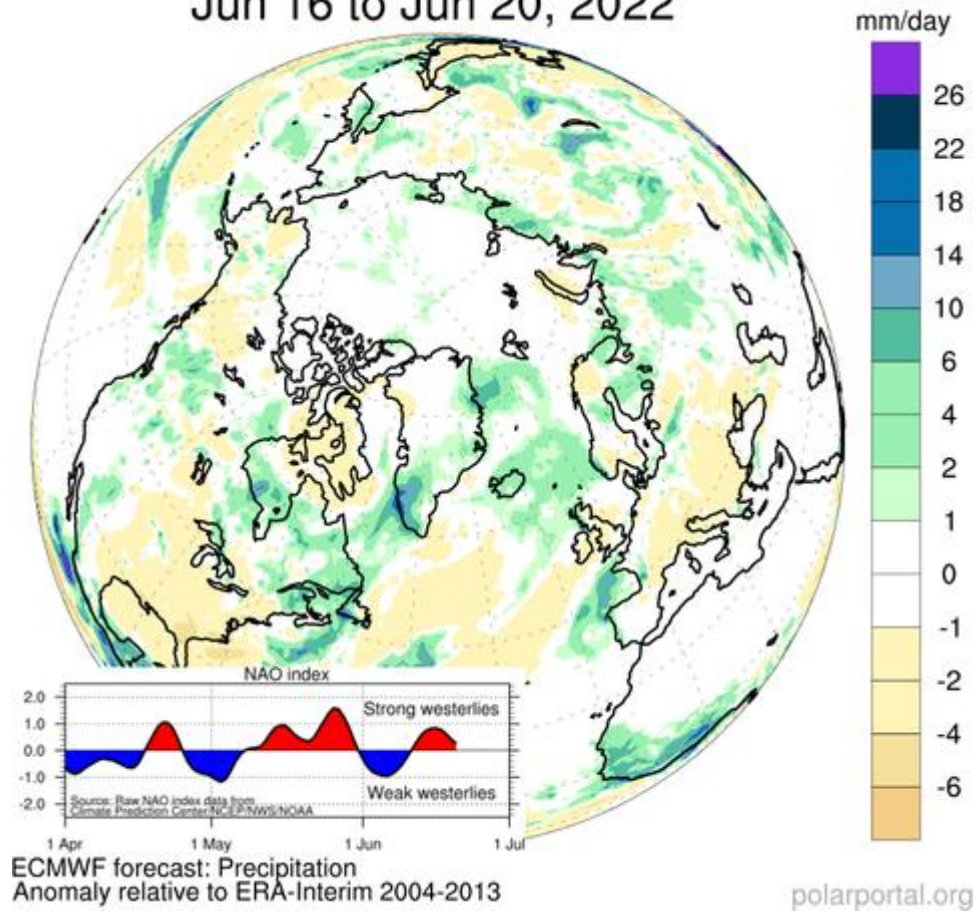 Jun 16 to Jun 20, 2022
mm/day
26
22
18
14
10
6
4
2
1
0
-1
-2
-4
-6
NAO index
2.0
1.0
0.0
-1.0
-2.0
Strong westerlies
Weak westerlies
Source: Raw NAO index data from
Climate Prediction Center/NCEP/NWS/NOAA
1 Apr 1 May 1 Jun 1 Jul
ECMWF forecast: Precipitation
Anomaly relative to ERA-Interim 2004-2013
polarportal.org